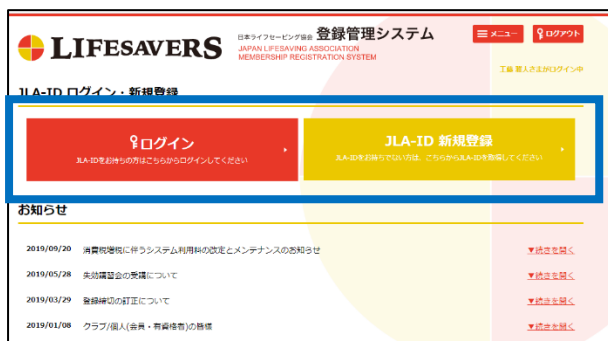 LIFESAVERS
日本ライフセービング協会 登録管理システム
JAPAN LIFESAVING ASSOCIATION
MEMBERSHIP REGISTRATION SYSTEM
メニュー
ログアウト
さまがログイン中
JLA-ID ログイン・新規登録
ログイン
JLA-IDをお持ちの方はこちらからログインしてください
JLA-ID 新規登録
JLA-IDをお持ちでない方は、こちらからJLA-IDを取得してください
お知らせ
2019/09/20 消費税増税に伴うシステム利用料の改定とメンテナンスのお知らせ ▼続きを開く
2019/05/28 失効講習会の受講について ▼続きを開く
2019/03/29 登録締切の訂正について ▼続きを開く
2019/01/08 クラブ/個人(会員・有資格者)の皆様 ▼続きを開く